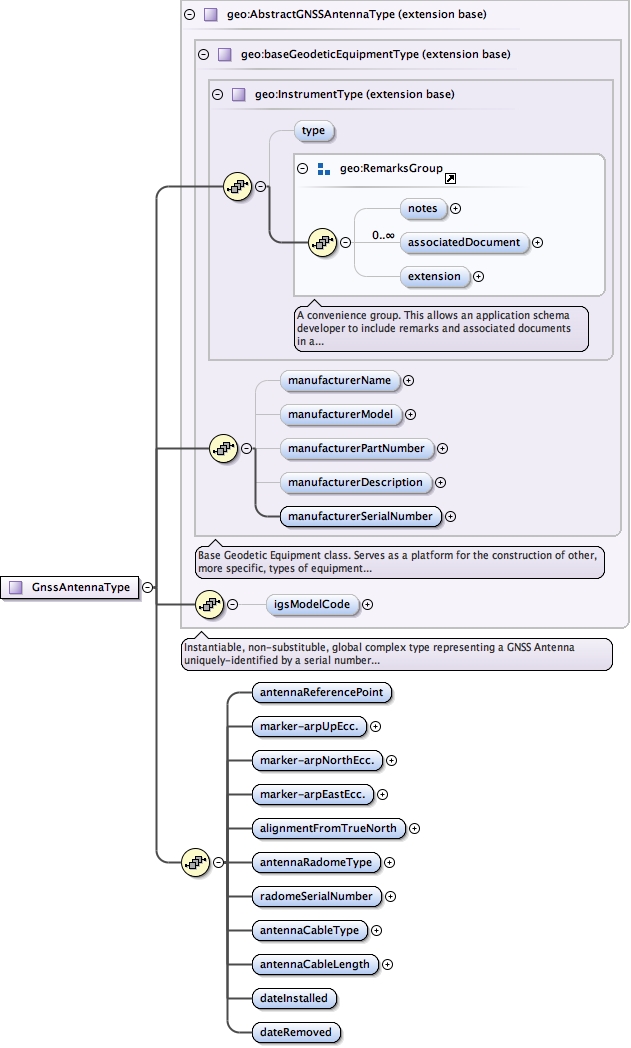 geo:AbstractGNSSAntennaType (extension base)
geo:baseGeodeticEquipmentType (extension base)
geo:InstrumentType (extension base)
type
geo:RemarksGroup
notes
0..∞
associatedDocument
extension
A convenience group. This allows an application schema
developer to include remarks and associated documents
in a...
manufacturerName
manufacturerModel
manufacturerPartNumber
manufacturerDescription
manufacturerSerialNumber
Base Geodetic Equipment class. Serves as a platform for the construction of other,
more specific, types of equipment...
GnssAntennaType
igsModelCode
Instantiable, non-substituble, global complex type representing a GNSS Antenna
uniquely-identified by a serial number...
antennaReferencePoint
marker-arpUpEcc.
marker-arpNorthEcc.
marker-arpEastEcc.
alignmentFromTrueNorth
antennaRadomeType
radomeSerialNumber
antennaCableType
antennaCableLength
dateInstalled
dateRemoved